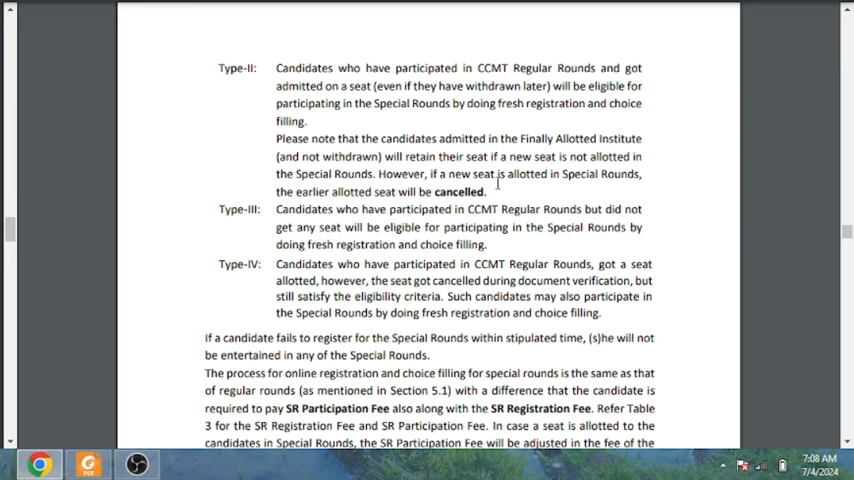 Type-II: Candidates who have participated in CCMT Regular Rounds and got
admitted on a seat (even if they have withdrawn later) will be eligible for
participating in the Special Rounds by doing fresh registration and choice
filling.
Please note that the candidates admitted in the Finally Allotted Institute
(and not withdrawn) will retain their seat if a new seat is not allotted in
the Special Rounds. However, if a new seat is allotted in Special Rounds,
the earlier allotted seat will be cancelled.
Type-III: Candidates who have participated in CCMT Regular Rounds but did not
get any seat will be eligible for participating in the Special Rounds by
doing fresh registration and choice filling.
Type-IV: Candidates who have participated in CCMT Regular Rounds, got a seat
allotted, however, the seat got cancelled during document verification, but
still satisfy the eligibility criteria. Such candidates may also participate in
the Special Rounds by doing fresh registration and choice filling.
If a candidate fails to register for the Special Rounds within stipulated time, (s)he will not
be entertained in any of the Special Rounds.
The process for online registration and choice filling for special rounds is the same as that
of regular rounds (as mentioned in Section 5.1) with a difference that the candidate is
required to pay SR Participation Fee also along with the SR Registration Fee. Refer Table
3 for the SR Registration Fee and SR Participation Fee. In case a seat is allotted to the
candidates in Special Rounds, the SR Participation Fee will be adjusted in the fee of the
PDF
7:08 AM
7/4/2024